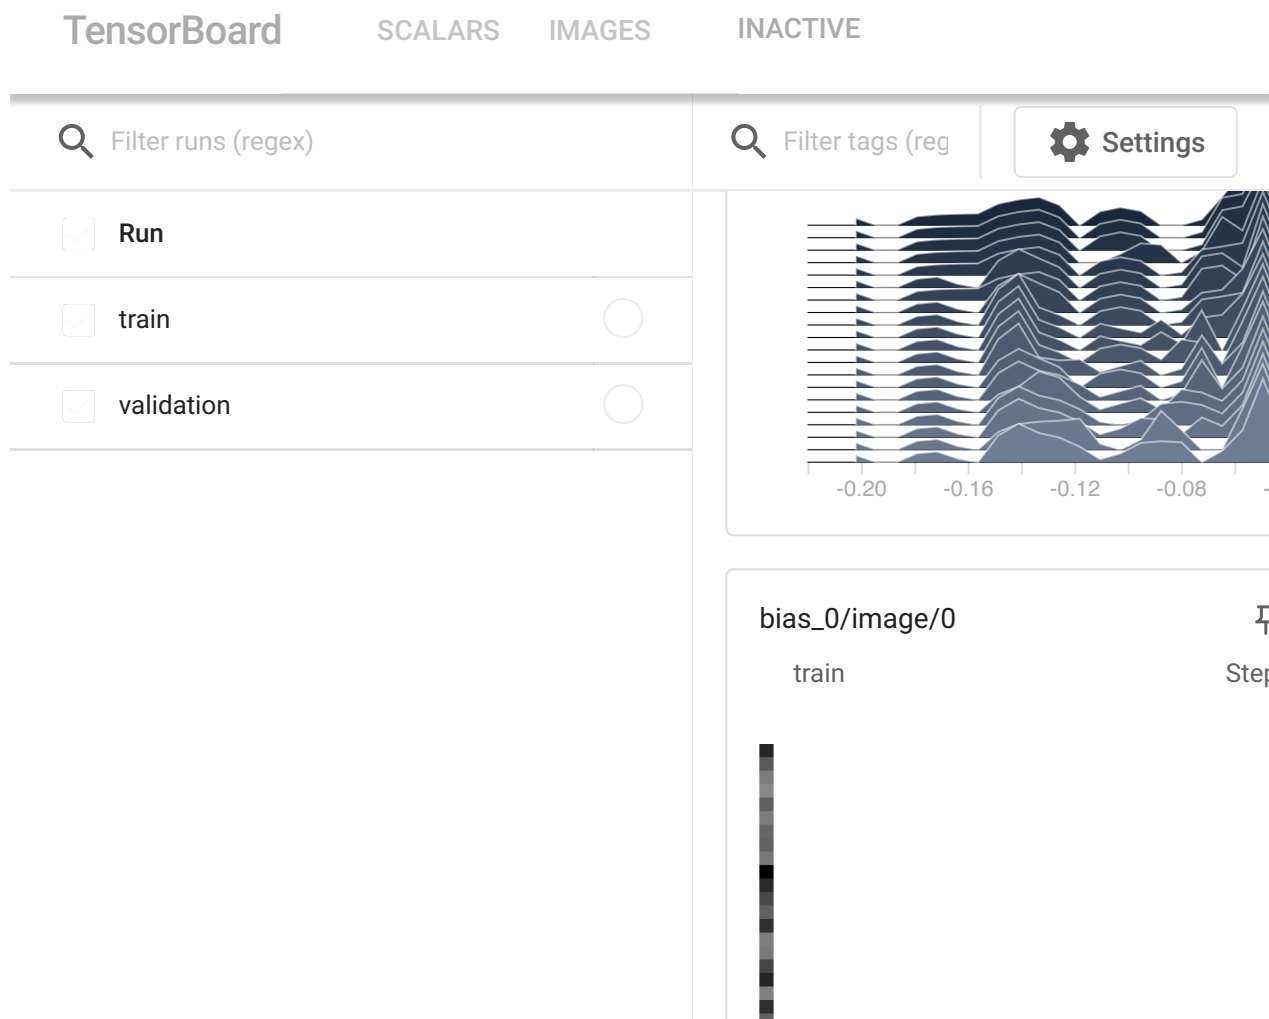 TensorBoard SCALARS IMAGES INACTIVE
Filter runs (regex)
Filter tags (reg
Settings
Run
train
validation
-0.20 -0.16 -0.12 -0.08 -
bias_0/image/0
train
Step